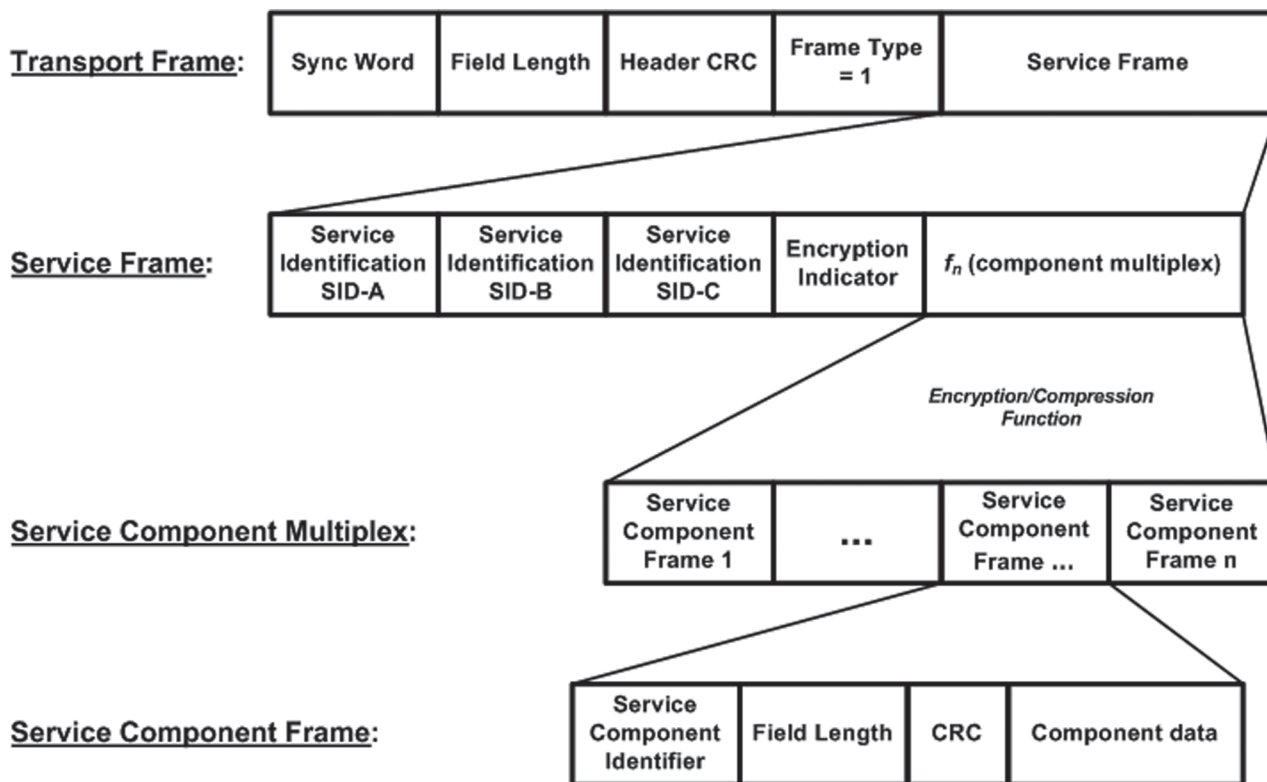 Transport Frame:
Sync Word
Field Length
Header CRC
Frame Type
= 1
Service Frame
Service Frame:
Service
Identification
SID-A
Service
Identification
SID-B
Service
Identification
SID-C
Encryption
Indicator
fn (component multiplex)
Encryption/Compression
Function
Service Component Multiplex:
Service
Component
Frame 1
...
Service
Component
Frame ...
Service
Component
Frame n
Service Component Frame:
Service
Component
Identifier
Field Length
CRC
Component data